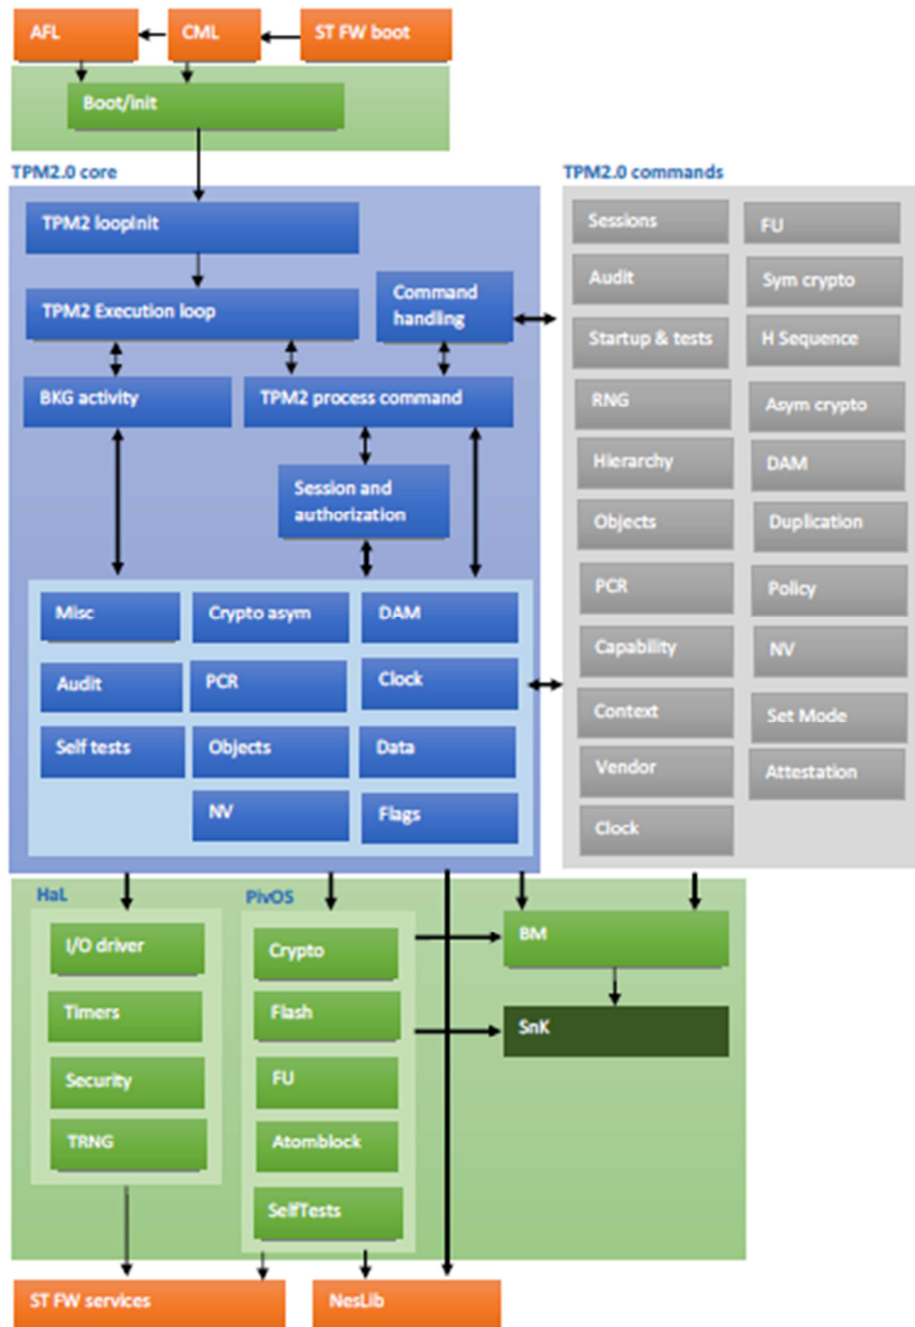 AFL
CML
ST FW boot
Boot/init
TPM2.0 core
TPM2 loopInit
TPM2 Execution loop
Command
handling
BKG activity
TPM2 process command
Session and
authorization
Misc
Crypto asym
DAM
Audit
PCR
Clock
Self tests
Objects
Data
NV
Flags
TPM2.0 commands
Sessions
FU
Audit
Sym crypto
Startup & tests
H Sequence
RNG
Asym crypto
Hierarchy
DAM
Objects
Duplication
PCR
Policy
Capability
NV
Context
Set Mode
Vendor
Attestation
Clock
HaL
I/O driver
Timers
Security
TRNG
PivOS
Crypto
Flash
FU
Atomblock
SelfTests
BM
SnK
ST FW services
NesLib